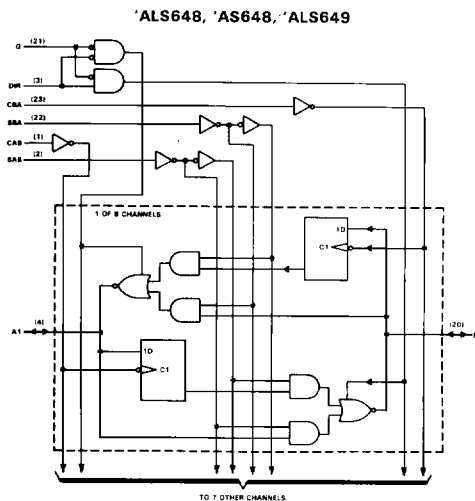 'ALS648, 'AS648, 'ALS649
G (21)
DIR (3)
CBA (23)
SBA (22)
CAB (1)
SAB (2)
1 OF 8 CHANNELS
1D
C1
A1 (4)
(20)
1D
C1
TO 7 OTHER CHANNELS